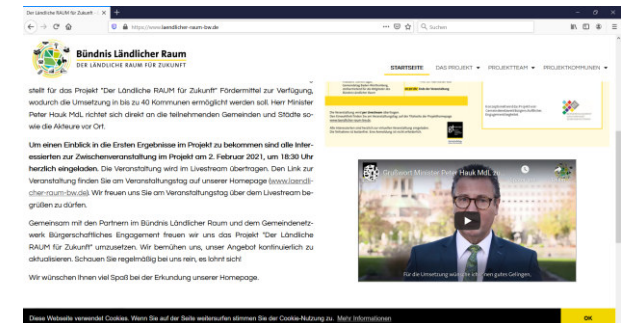 Der Ländliche RAUM für Zukunft
https://www.laendlicher-raum-bw.de
Suchen
Bündnis Ländlicher Raum
DER LÄNDLICHE RAUM FÜR ZUKUNFT
STARTSEITE DAS PROJEKT PROJEKTTEAM PROJEKTKOMMUNEN
stellt für das Projekt "Der Ländliche RAUM für Zukunft" Fördermittel zur Verfügung,
wodurch die Umsetzung in bis zu 40 Kommunen ermöglicht werden soll. Herr Minister
Peter Hauk MdL richtet sich direkt an die teilnehmenden Gemeinden und Städte so-
wie die Akteure vor Ort.
Um einen Einblick in die Ersten Ergebnisse im Projekt zu bekommen sind alle Inter-
essierten zur Zwischenveranstaltung im Projekt am 2. Februar 2021, um 18:30 Uhr
herzlich eingeladen. Die Veranstaltung wird im Livestream übertragen. Den Link zur
Veranstaltung finden Sie am Veranstaltungstag auf unserer Homepage (www.laendli-
cher-raum-bw.de). Wir freuen uns Sie am Veranstaltungstag über dem Livestream be-
grüßen zu dürfen.
Gemeinsam mit den Partnern im Bündnis Ländlicher Raum und dem Gemeindenetz-
werk Bürgerschaftliches Engagement freuen wir uns das Projekt "Der Ländliche
RAUM für Zukunft" umzusetzen. Wir bemühen uns, unser Angebot kontinuierlich zu
aktualisieren. Schauen Sie regelmäßig bei uns rein, es lohnt sich!
Wir wünschen Ihnen viel Spaß bei der Erkundung unserer Homepage.
Grußwort Minister Peter Hauk MdL zu
Für die Umsetzung wünsche ich Ihnen gutes Gelingen.
Diese Webseite verwendet Cookies. Wenn Sie auf der Seite weitersurfen stimmen Sie der Cookie-Nutzung zu. Mehr Informationen
OK